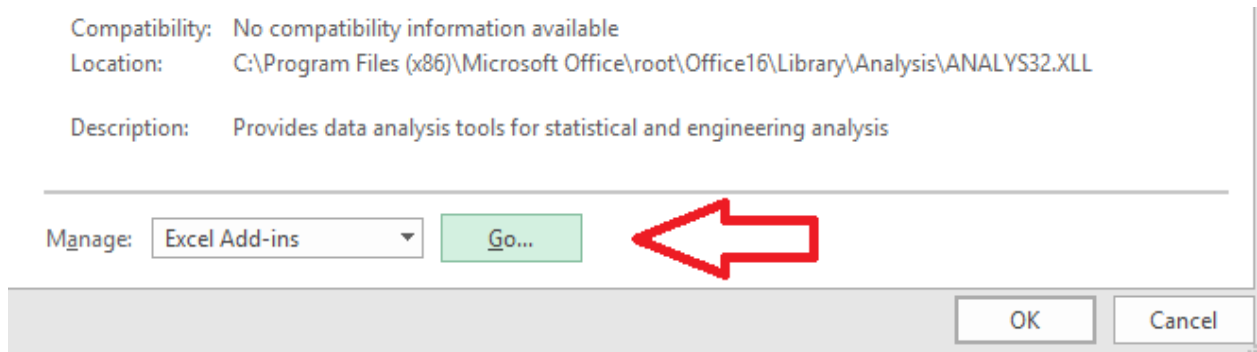 Compatibility: No compatibility information available
Location: C:\Program Files (x86)\Microsoft Office\root\Office16\Library\Analysis\ANALYS32.XLL
Description: Provides data analysis tools for statistical and engineering analysis
Manage: Excel Add-ins Go...
OK Cancel